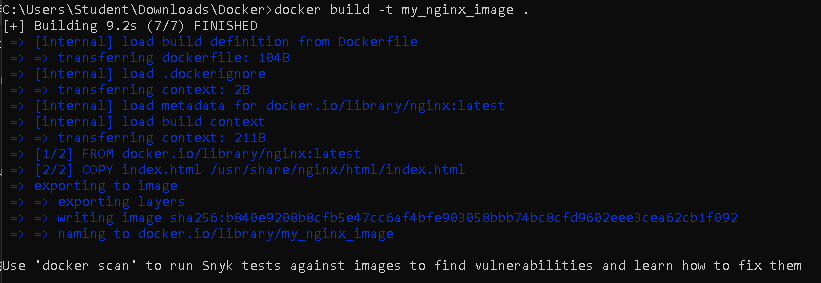 C:\Users\Student\Downloads\Docker>docker build -t my_nginx_image .
[+] Building 9.2s (7/7) FINISHED
=> [internal] load build definition from Dockerfile
=> => transferring dockerfile: 104B
=> [internal] load .dockerignore
=> => transferring context: 2B
=> [internal] load metadata for docker.io/library/nginx:latest
=> [internal] load build context
=> => transferring context: 211B
=> [1/2] FROM docker.io/library/nginx:latest
=> [2/2] COPY index.html /usr/share/nginx/html/index.html
=> exporting to image
=> => exporting layers
=> => writing image sha256:b840e9208b8cfb5e47cc6af4bfe903058bbb74bc8cfd9602eee3cea62cb1f092
=> => naming to docker.io/library/my_nginx_image
Use 'docker scan' to run Snyk tests against images to find vulnerabilities and learn how to fix them